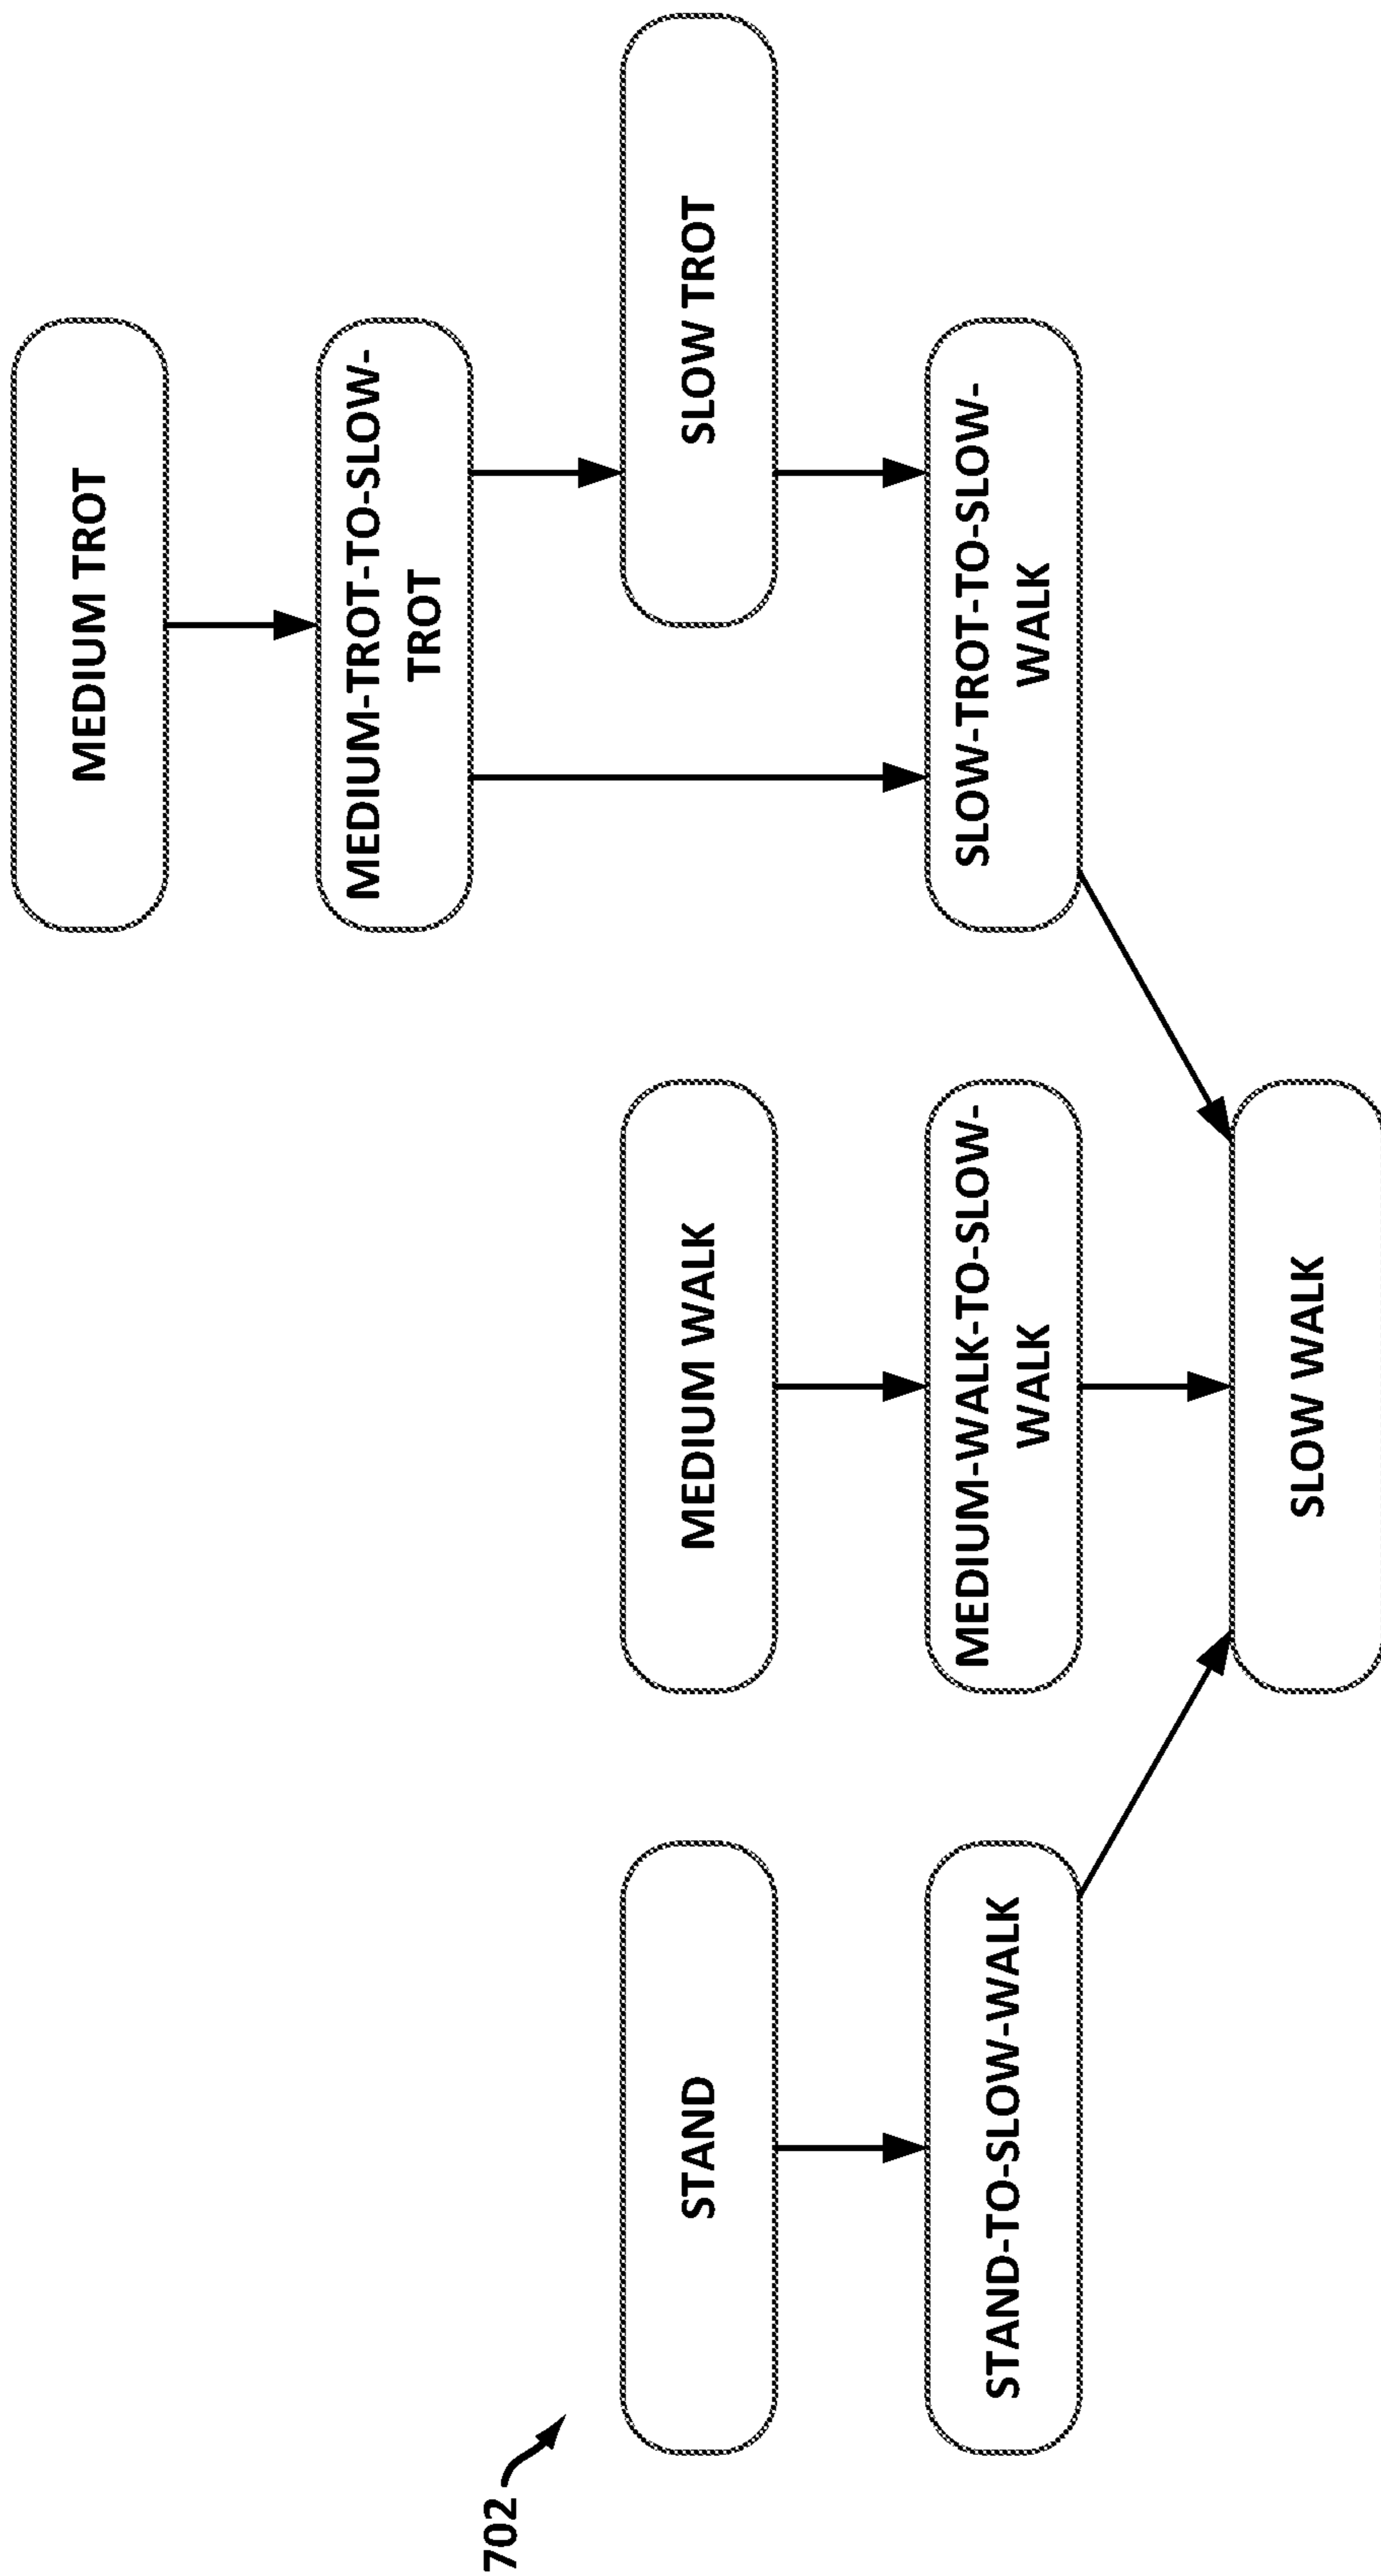 702
STAND
STAND-TO-SLOW-WALK
MEDIUM WALK
MEDIUM-WALK-TO-SLOW-
WALK
SLOW WALK
MEDIUM TROT
MEDIUM-TROT-TO-SLOW-
TROT
SLOW TROT
SLOW-TROT-TO-SLOW-
WALK